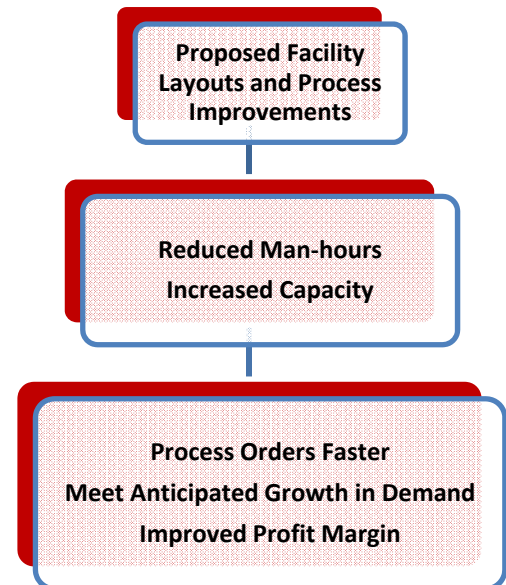 Proposed Facility
Layouts and Process
Improvements
Reduced Man-hours
Increased Capacity
Process Orders Faster
Meet Anticipated Growth in Demand
Improved Profit Margin